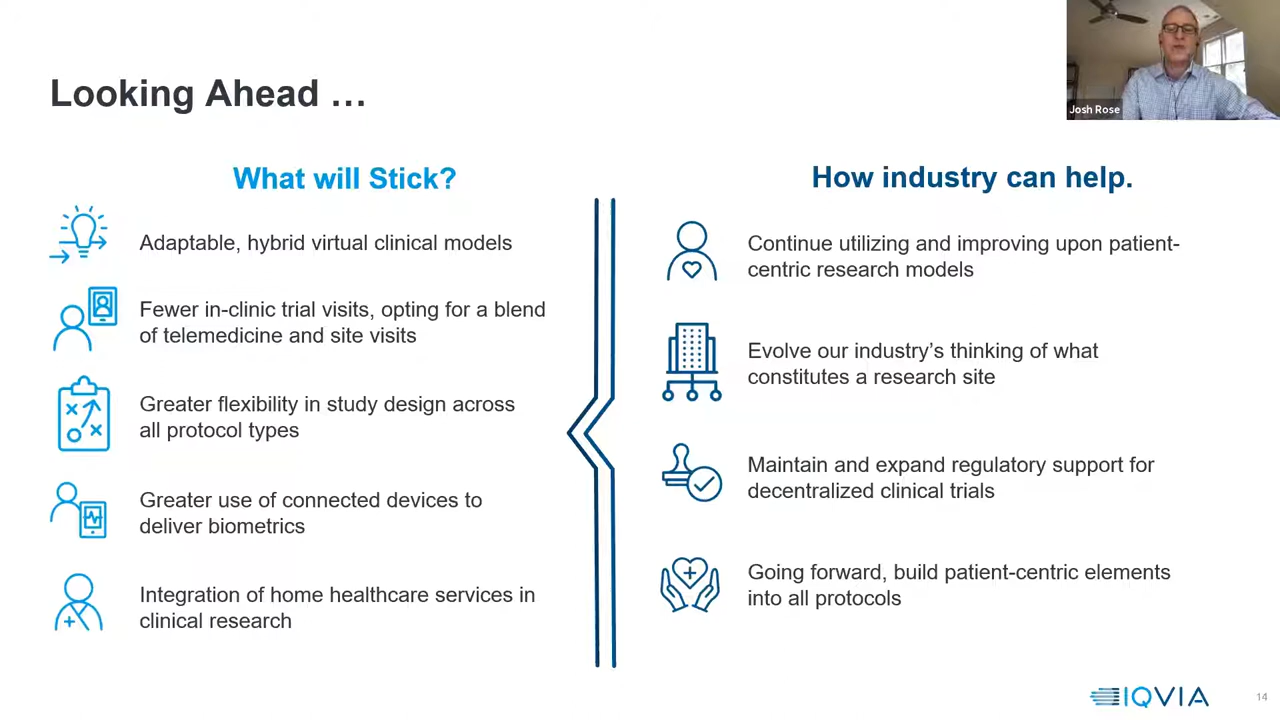 Looking Ahead …
Josh Rose
What will Stick?
Adaptable, hybrid virtual clinical models
Fewer in-clinic trial visits, opting for a blend
of telemedicine and site visits
Greater flexibility in study design across
all protocol types
Greater use of connected devices to
deliver biometrics
Integration of home healthcare services in
clinical research
How industry can help.
Continue utilizing and improving upon patient-
centric research models
Evolve our industry’s thinking of what
constitutes a research site
Maintain and expand regulatory support for
decentralized clinical trials
Going forward, build patient-centric elements
into all protocols
IQVIA
14